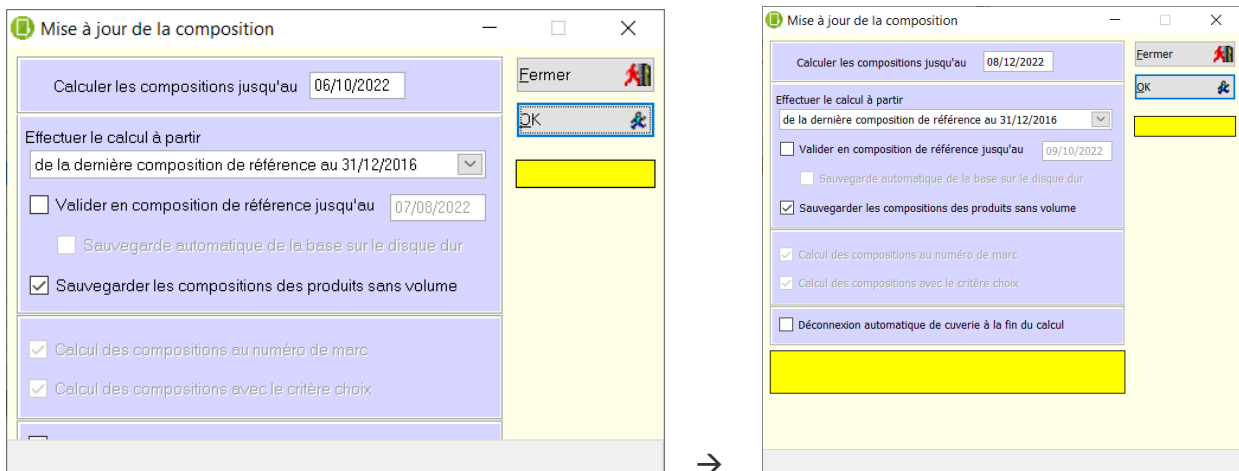 Mise à jour de la composition
Calculer les compositions jusqu'au 06/10/2022
Fermer
OK
Effectuer le calcul à partir
de la dernière composition de référence au 31/12/2016
Valider en composition de référence jusqu'au 07/08/2022
Sauvegarde automatique de la base sur le disque dur
Sauvegarder les compositions des produits sans volume
Calcul des compositions au numéro de marc
Calcul des compositions avec le critère choix
→
Mise à jour de la composition
Calculer les compositions jusqu'au 08/12/2022
Fermer
OK
Effectuer le calcul à partir
de la dernière composition de référence au 31/12/2016
Valider en composition de référence jusqu'au 09/10/2022
Sauvegarde automatique de la base sur le disque dur
Sauvegarder les compositions des produits sans volume
Calcul des compositions au numéro de marc
Calcul des compositions avec le critère choix
Déconnexion automatique de cuverie à la fin du calcul